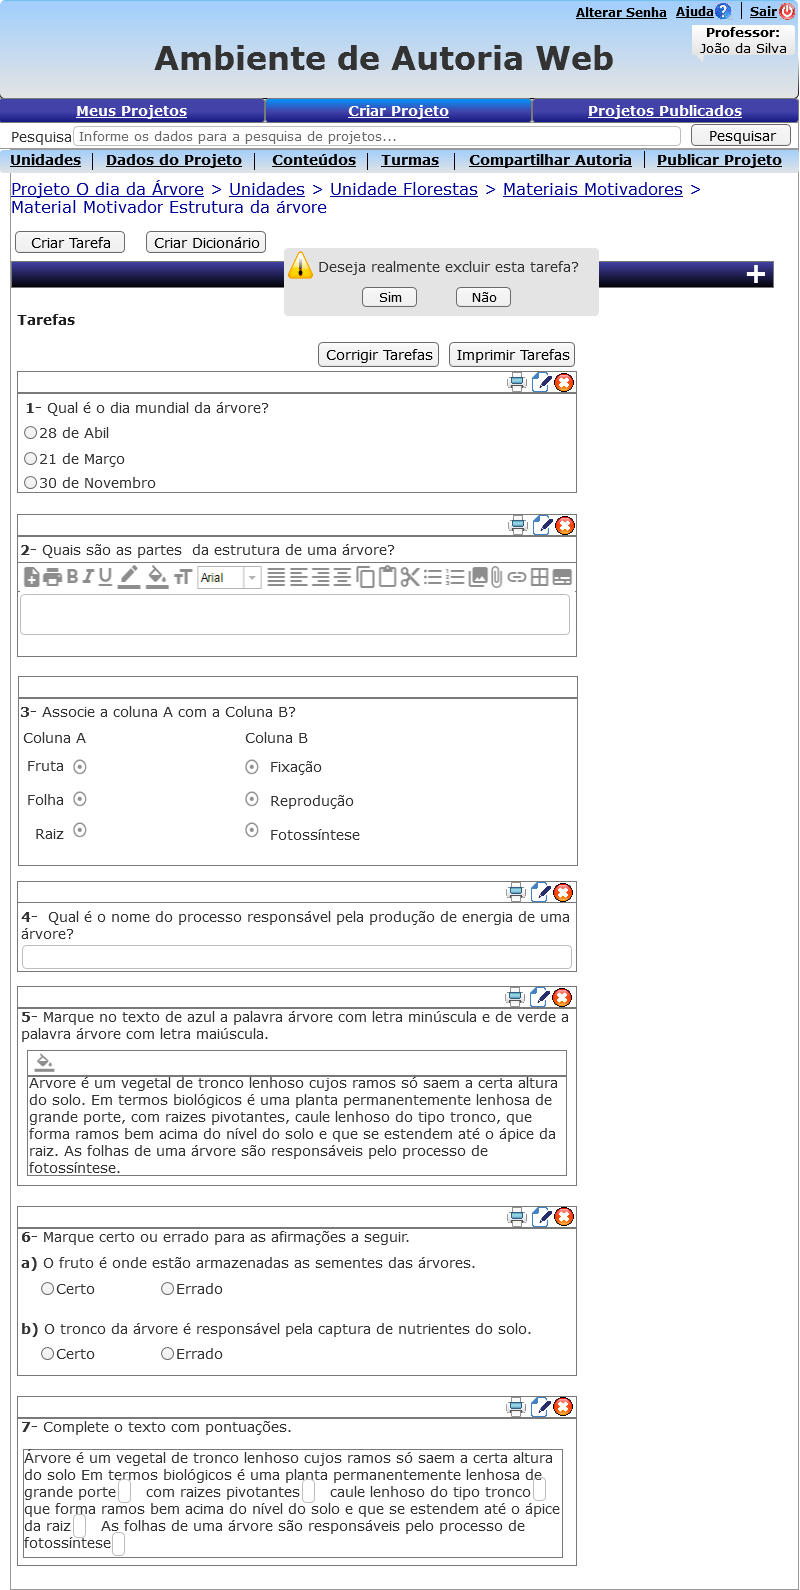 Alterar Senha Ajuda? Sair
Professor:
João da Silva
Ambiente de Autoria Web
Meus Projetos Criar Projeto Projetos Publicados
Pesquisa Informe os dados para a pesquisa de projetos... Pesquisar
Unidades | Dados do Projeto | Conteúdos | Turmas | Compartilhar Autoria | Publicar Projeto
Projeto O dia da Árvore > Unidades > Unidade Florestas > Materiais Motivadores >
Material Motivador Estrutura da árvore
Criar Tarefa Criar Dicionário
Deseja realmente excluir esta tarefa?
Sim Não
Tarefas
Corrigir Tarefas Imprimir Tarefas
1- Qual é o dia mundial da árvore?
28 de Abil
21 de Março
30 de Novembro
2- Quais são as partes da estrutura de uma árvore?
B I U TT Arial
3- Associe a coluna A com a Coluna B?
Coluna A Coluna B
Fruta Fixação
Folha Reprodução
Raiz Fotossíntese
4- Qual é o nome do processo responsável pela produção de energia de uma
árvore?
5- Marque no texto de azul a palavra árvore com letra minúscula e de verde a
palavra árvore com letra maiúscula.
Árvore é um vegetal de tronco lenhoso cujos ramos só saem a certa altura
do solo. Em termos biológicos é uma planta permanentemente lenhosa de
grande porte, com raizes pivotantes, caule lenhoso do tipo tronco, que
forma ramos bem acima do nível do solo e que se estendem até o ápice da
raiz. As folhas de uma árvore são responsáveis pelo processo de
fotossíntese.
6- Marque certo ou errado para as afirmações a seguir.
a) O fruto é onde estão armazenadas as sementes das árvores.
Certo Errado
b) O tronco da árvore é responsável pela captura de nutrientes do solo.
Certo Errado
7- Complete o texto com pontuações.
Árvore é um vegetal de tronco lenhoso cujos ramos só saem a certa altura
do solo Em termos biológicos é uma planta permanentemente lenhosa de
grande porte com raizes pivotantes caule lenhoso do tipo tronco
que forma ramos bem acima do nível do solo e que se estendem até o ápice
da raiz As folhas de uma árvore são responsáveis pelo processo de
fotossíntese